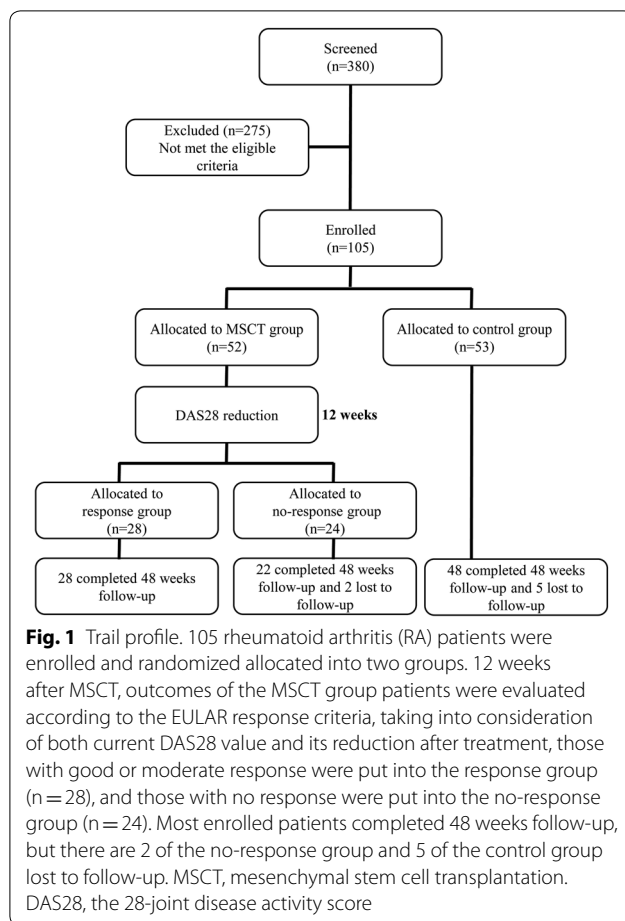 Screened
(n=380)
Excluded (n=275)
Not met the eligible
criteria
Enrolled
(n=105)
Allocated to MSCT group
(n=52)
Allocated to control group
(n=53)
DAS28 reduction
12 weeks
Allocated to
response group
(n=28)
Allocated to
no-response group
(n=24)
28 completed 48 weeks
follow-up
22 completed 48 weeks
follow-up and 2 lost to
follow-up
48 completed 48 weeks
follow-up and 5 lost to
follow-up
Fig. 1 Trail profile. 105 rheumatoid arthritis (RA) patients were
enrolled and randomized allocated into two groups. 12 weeks
after MSCT, outcomes of the MSCT group patients were evaluated
according to the EULAR response criteria, taking into consideration
of both current DAS28 value and its reduction after treatment, those
with good or moderate response were put into the response group
(n = 28), and those with no response were put into the no-response
group (n = 24). Most enrolled patients completed 48 weeks follow-up,
but there are 2 of the no-response group and 5 of the control group
lost to follow-up. MSCT, mesenchymal stem cell transplantation.
DAS28, the 28-joint disease activity score